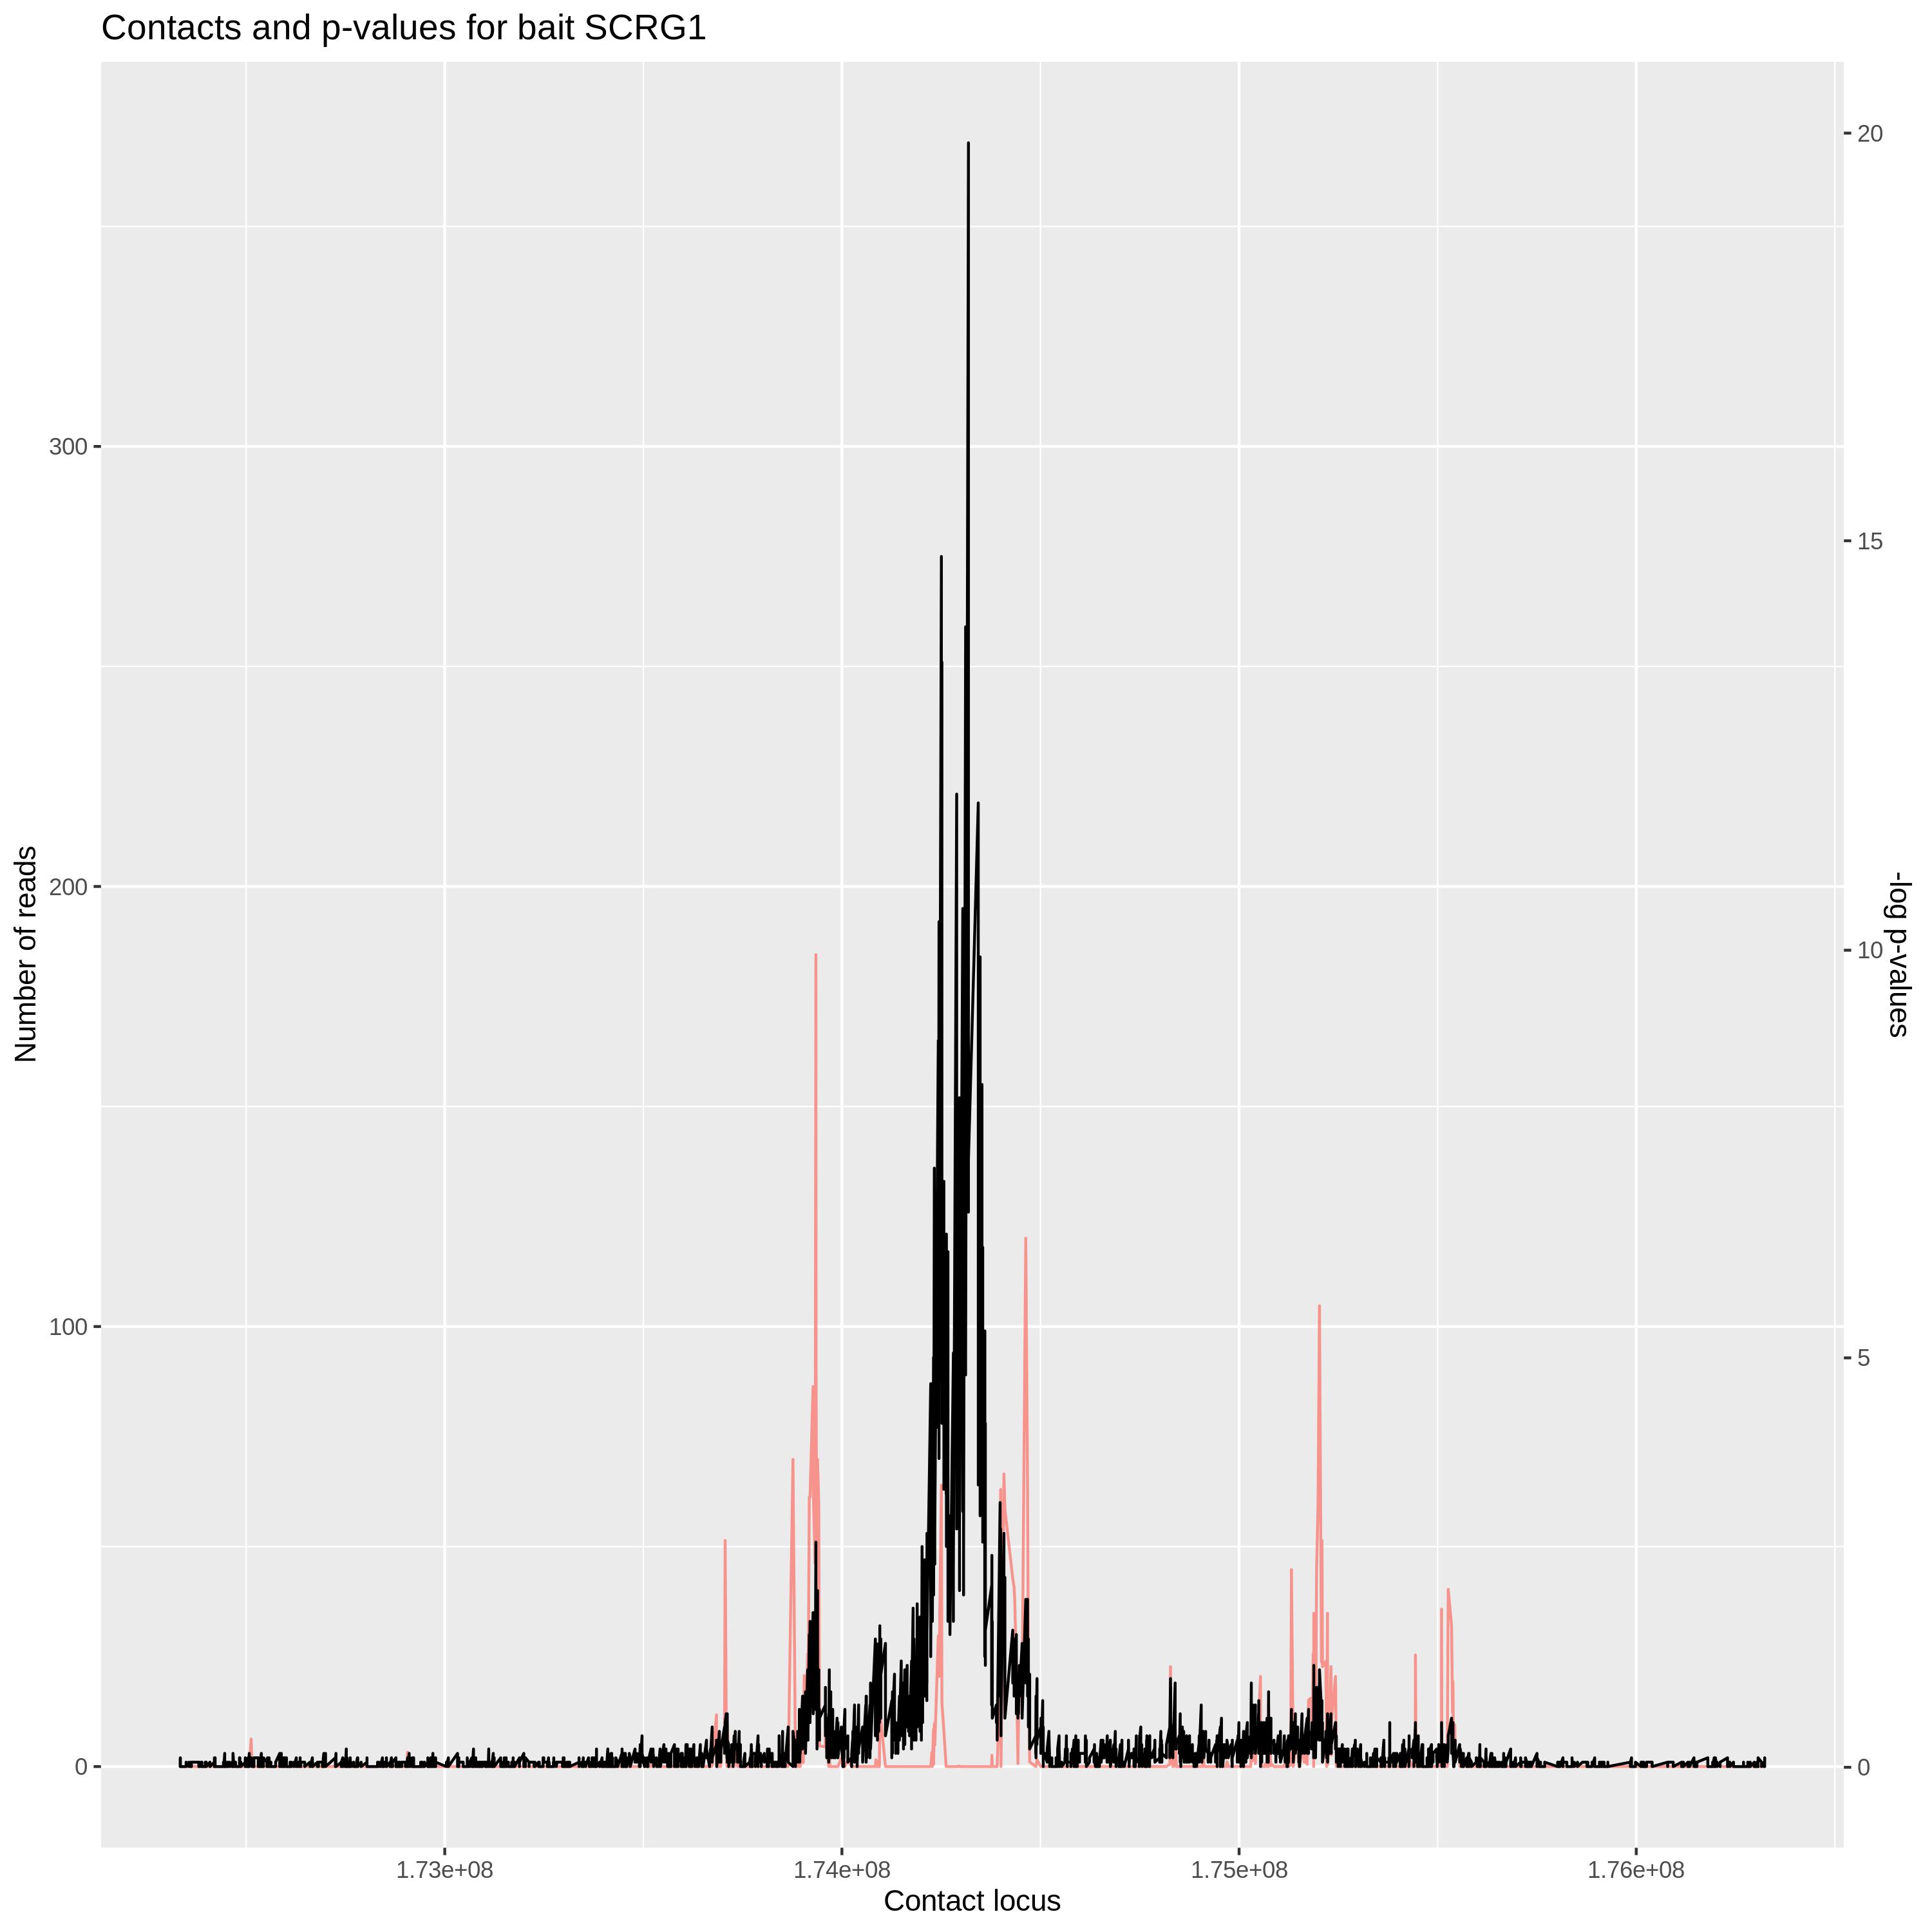 Contacts and p-values for bait SCRG1
Number of reads
300
200
100
0
20
15
10
5
0
-log p-values
1.73e+08
1.74e+08
1.75e+08
1.76e+08
Contact locus